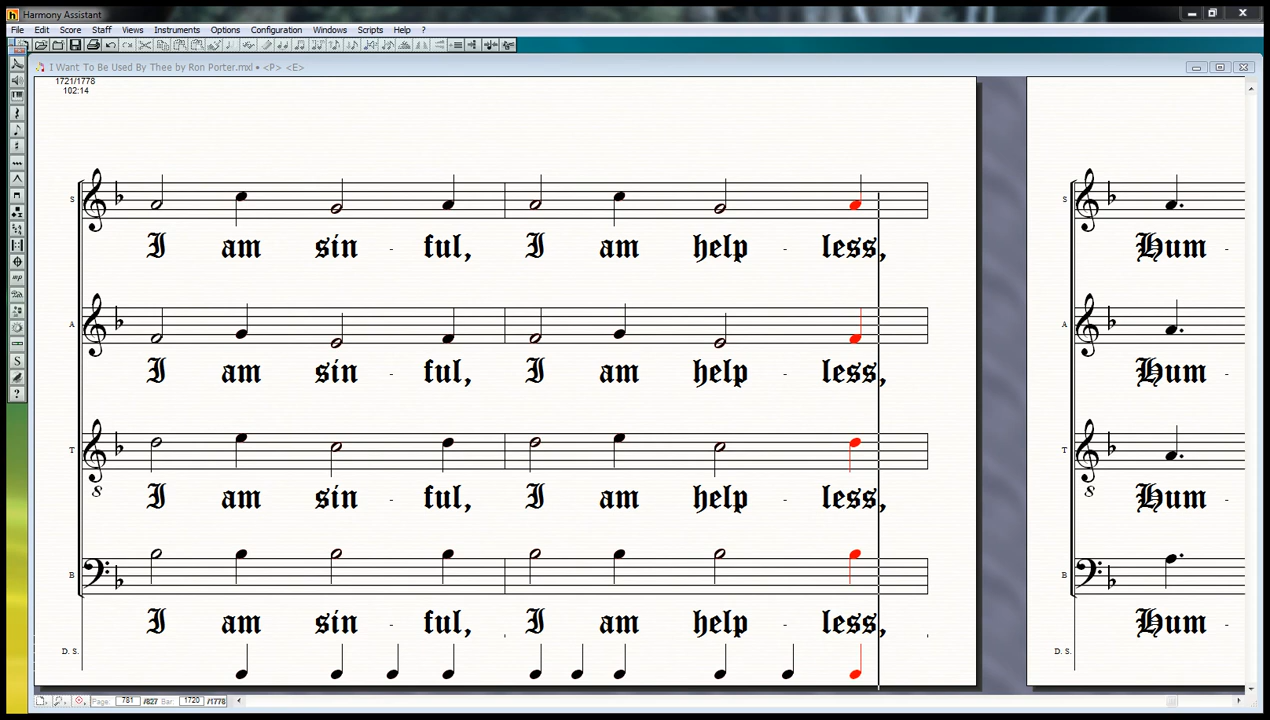 Harmony Assistant
File Edit Score Staff Views Instruments Options Configuration Windows Scripts Help ?
I Want To Be Used By Thee by Ron Porter.mxl • <P> <E>
1721/1778
102:14
S
I am sin - ful, I am help - less,
S
Hum -
A
I am sin - ful, I am help - less,
A
Hum -
T
8
I am sin - ful, I am help - less,
T
8
Hum -
B
I am sin - ful, I am help - less,
B
Hum -
D. S.
D. S.
Page: 781 /827 Bar: 1720 /1778